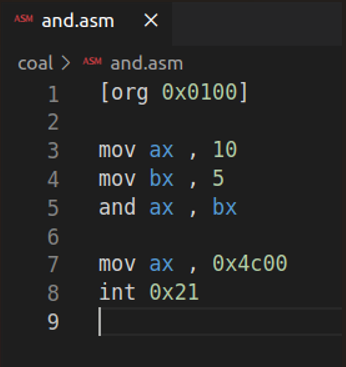 ASM and.asm ×
coal > ASM and.asm
1 [org 0x0100]
2
3 mov ax , 10
4 mov bx , 5
5 and ax , bx
6
7 mov ax , 0x4c00
8 int 0x21
9